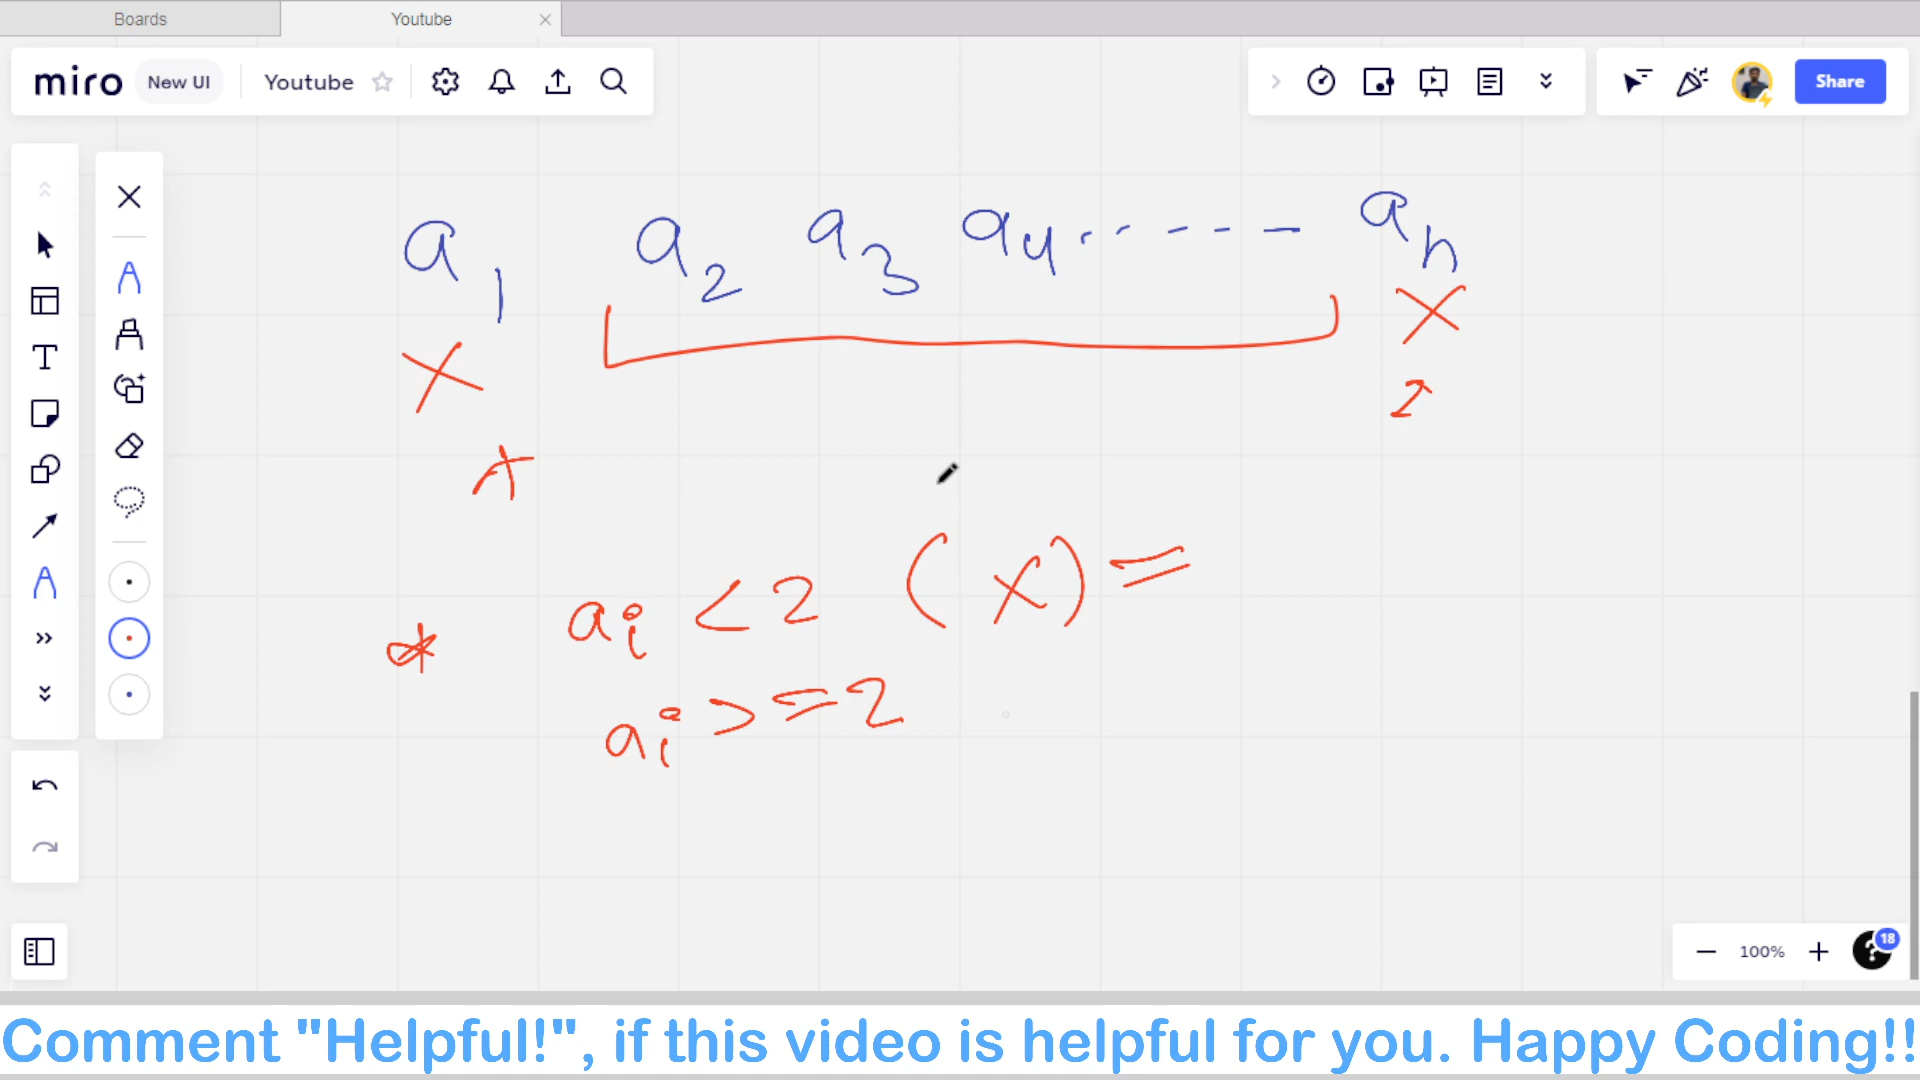 Boards Youtube
miro New UI Youtube Share
a1 a2 a3 a4 ...... - - - an
X X
* ai < 2 (x) =
ai > = 2
18
100%
Comment "Helpful!", if this video is helpful for you. Happy Coding!!